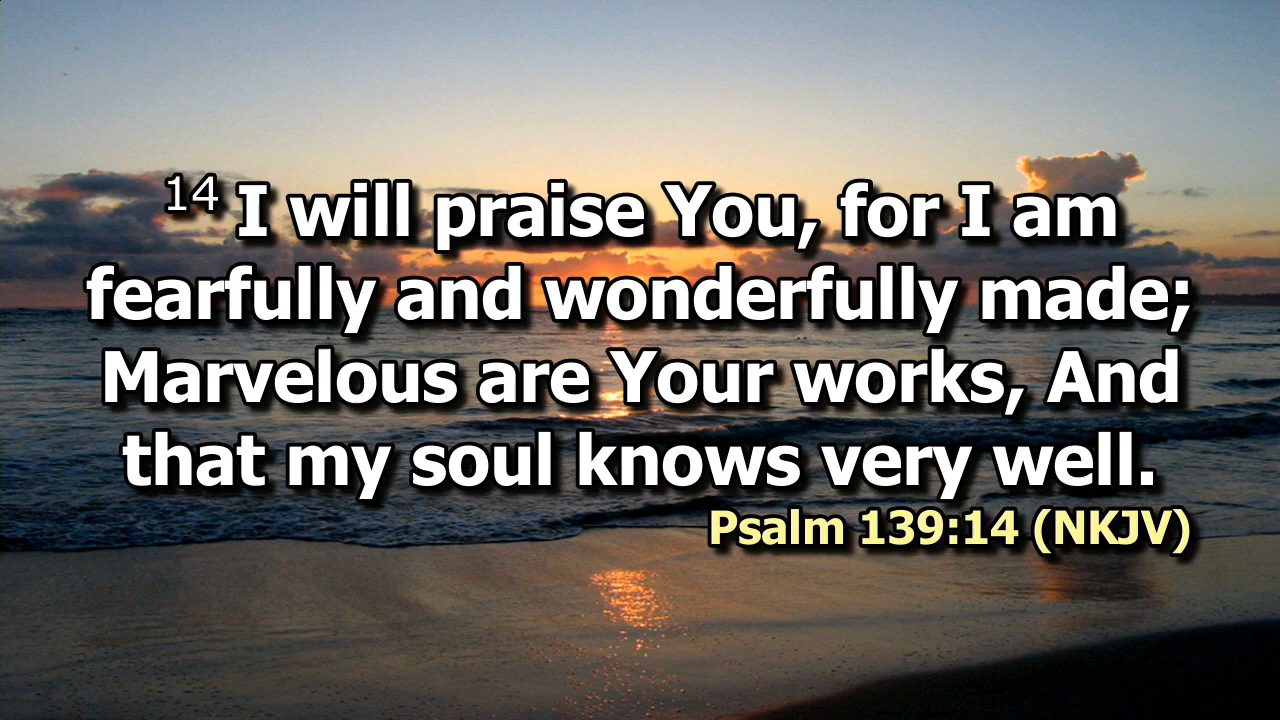 14 I will praise You, for I am
fearfully and wonderfully made;
Marvelous are Your works, And
that my soul knows very well.
Psalm 139:14 (NKJV)